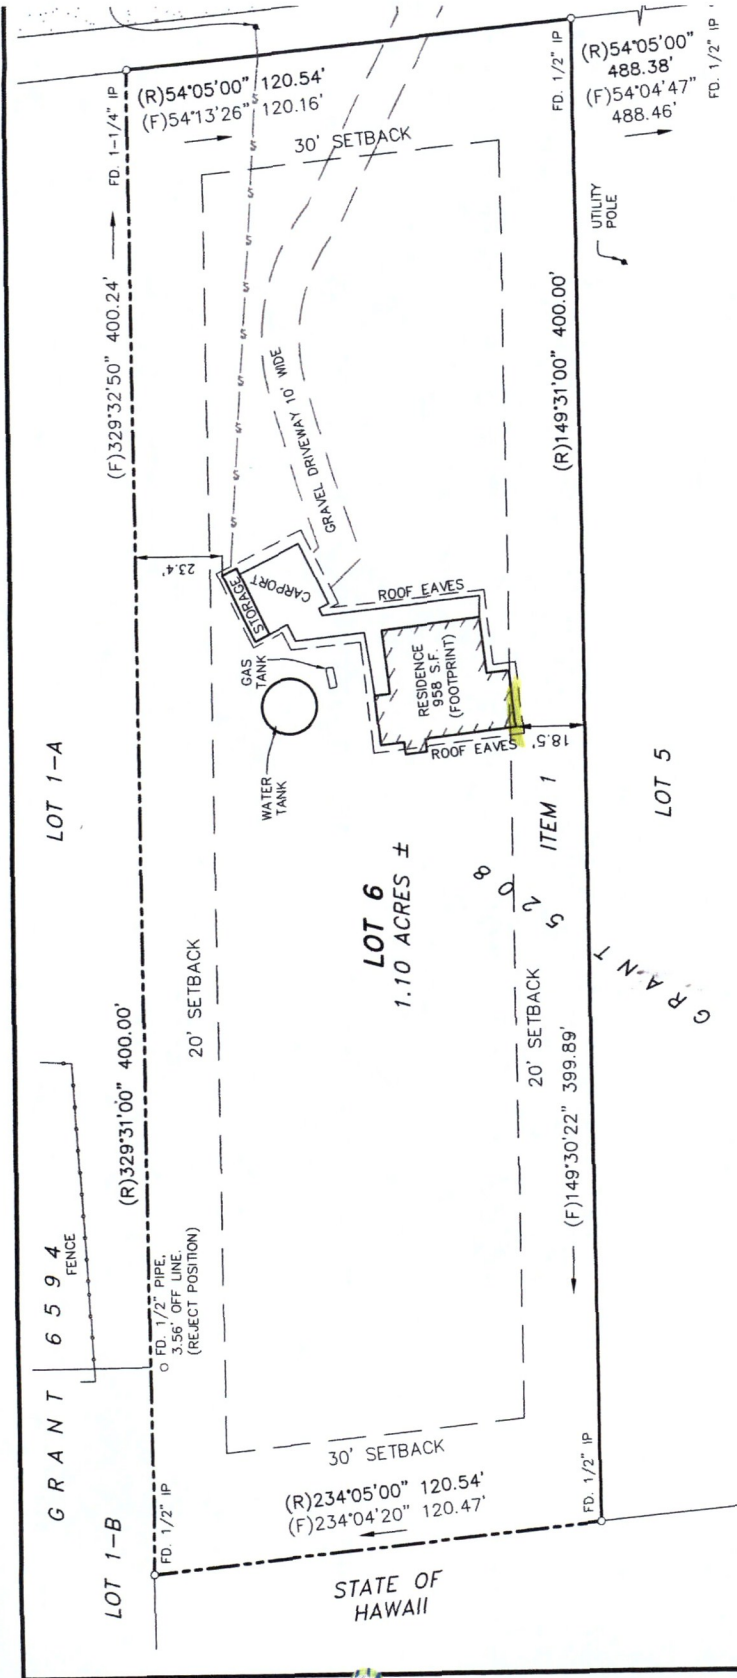 (R)54°05'00" 120.54'
(F)54°13'26" 120.16'
FD. 1-1/4" IP
FD. 1/2" IP
(R)54°05'00"
488.38'
(F)54°04'47"
488.46'
FD. 1/2" IP
30' SETBACK
UTILITY
POLE
(F)329°32'50" 400.24'
(R)149°31'00" 400.00'
GRAVEL DRIVEWAY 10' WIDE
23.4'
STORAGE
CARPORT
ROOF EAVES
GAS
TANK
RESIDENCE
958 S.F.
(FOOTPRINT)
ROOF EAVES
18.5'
WATER
TANK
LOT 1-A
ITEM 1
LOT 5
LOT 6
1.10 ACRES ±
GRANT 5208
20' SETBACK
20' SETBACK
(R)329°31'00" 400.00'
(F)149°30'22" 399.89'
GRANT 6594
FENCE
FD. 1/2" PIPE,
3.56' OFF LINE.
(REJECT POSITION)
30' SETBACK
(R)234°05'00" 120.54'
(F)234°04'20" 120.47'
FD. 1/2" IP
FD. 1/2" IP
LOT 1-B
STATE OF
HAWAII